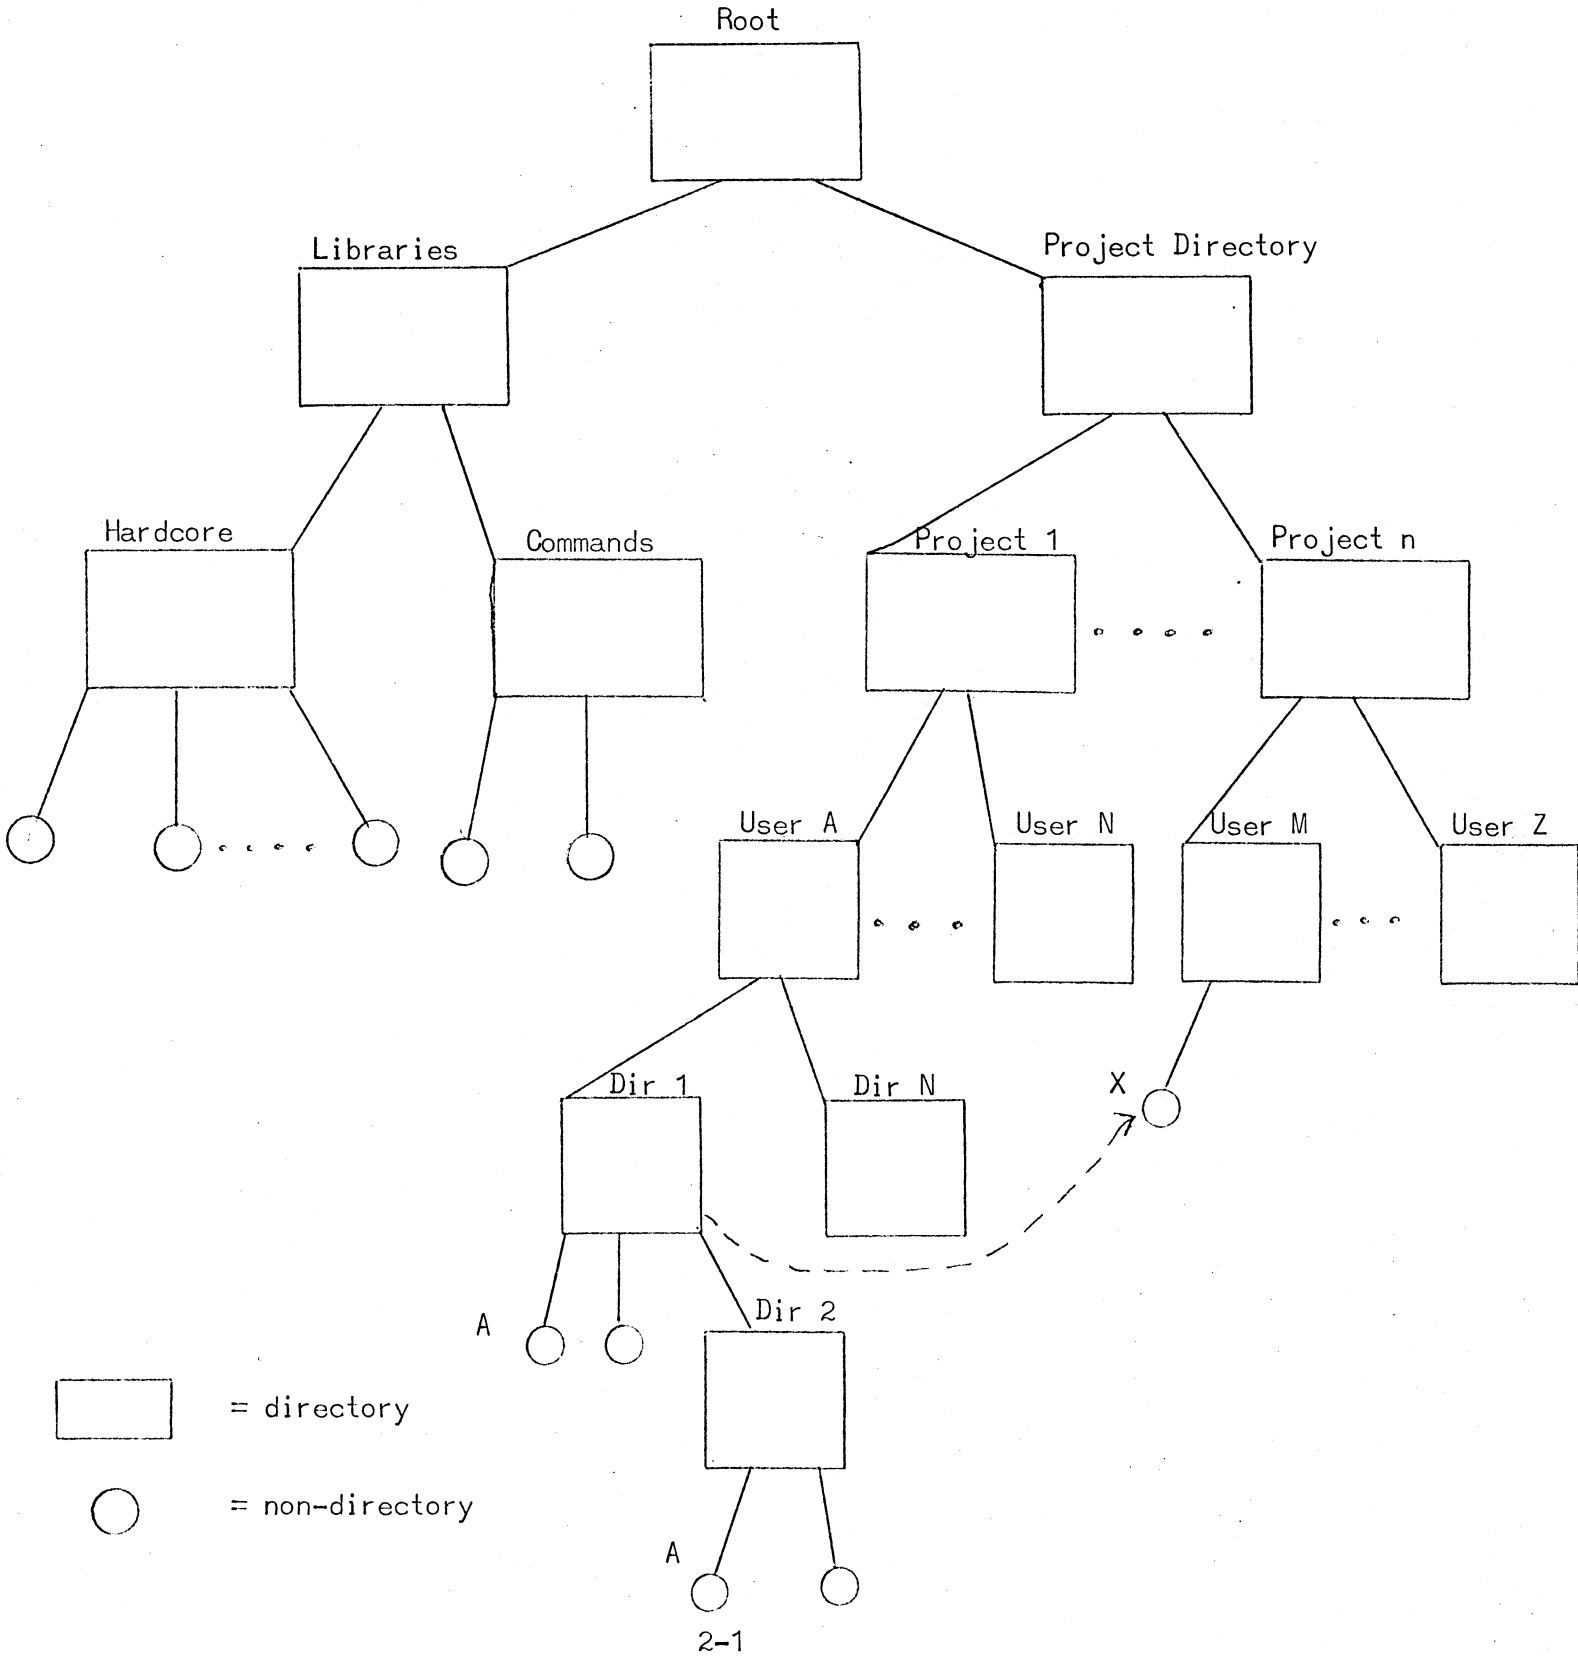 Root
Libraries
Project Directory
Hardcore
Commands
Project 1
Project n
User A
User N
User M
User Z
Dir 1
Dir N
X
A
Dir 2
= directory
= non-directory
A
2-1